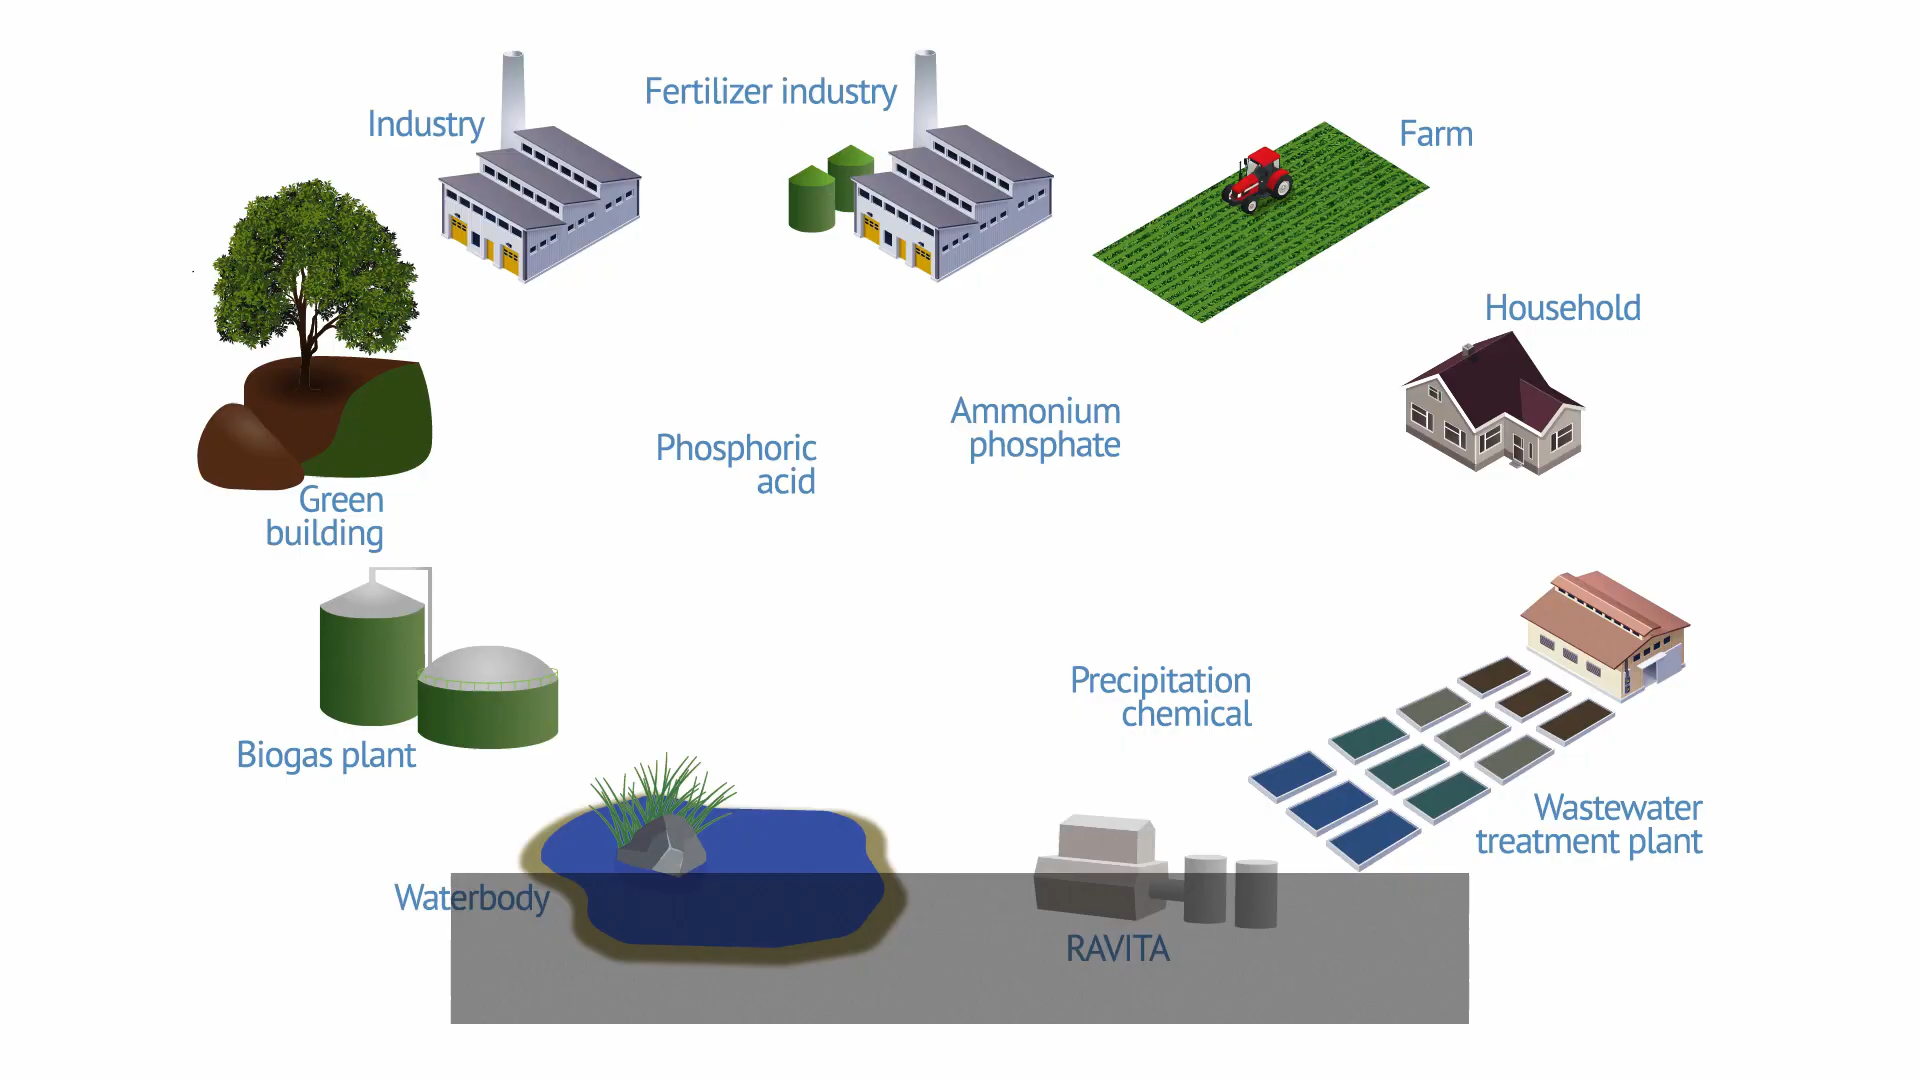 Fertilizer industry
Industry
Farm
Household
Ammonium
phosphate
Phosphoric
acid
Green
building
Precipitation
chemical
Biogas plant
Wastewater
treatment plant
Waterbody
RAVITA